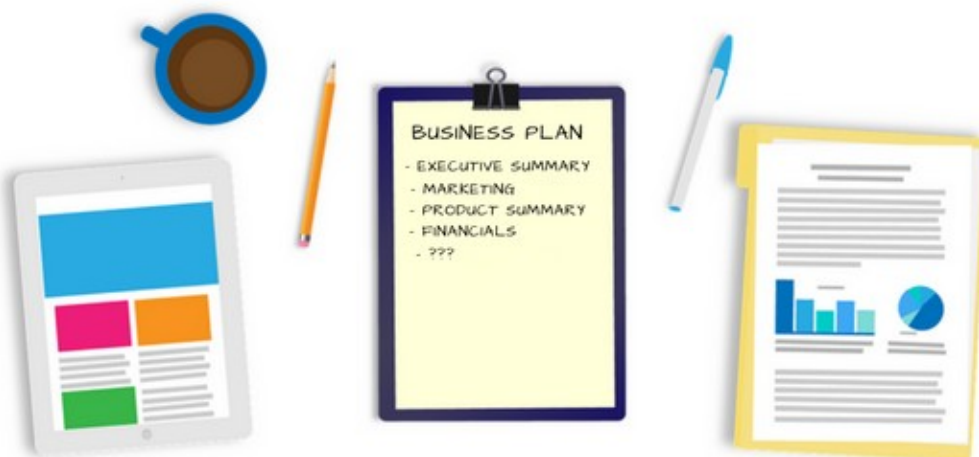 BUSINESS PLAN
- EXECUTIVE SUMMARY
- MARKETING
- PRODUCT SUMMARY
- FINANCIALS
- ???